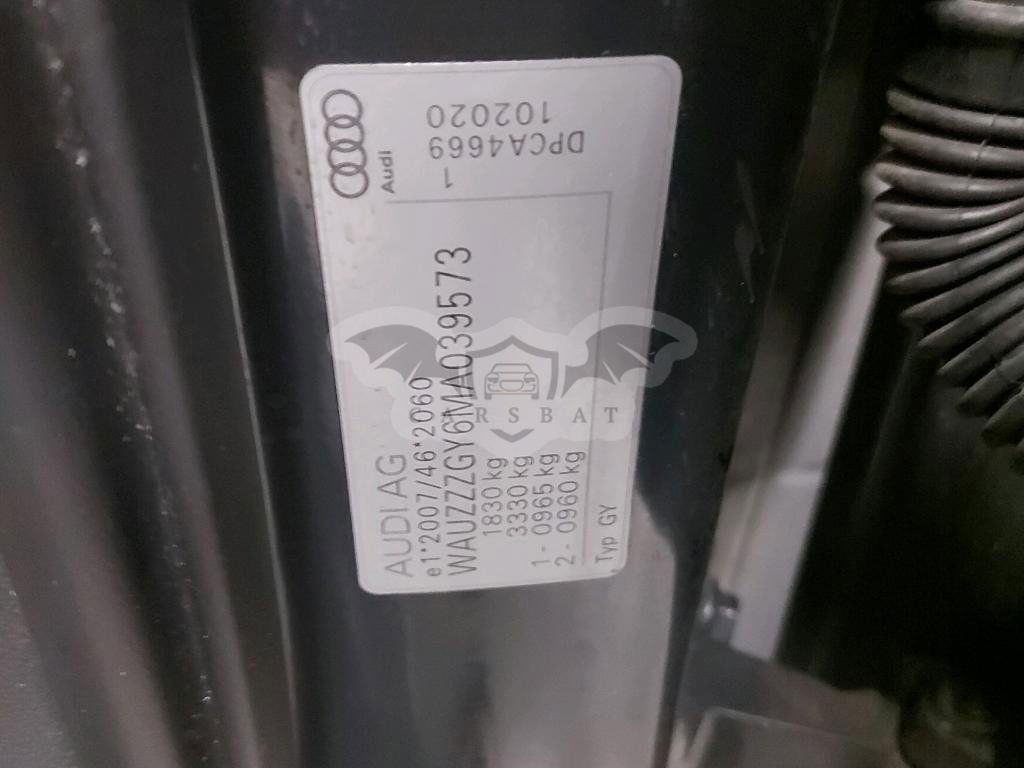 AUDI AG
e1*2007/46*2060
WAUZZZGY6MA039573
1830 kg
3330 kg
1- 0965 kg
2- 0960 kg
Typ GY
Audi
DPCA4669
102020
RSBAT